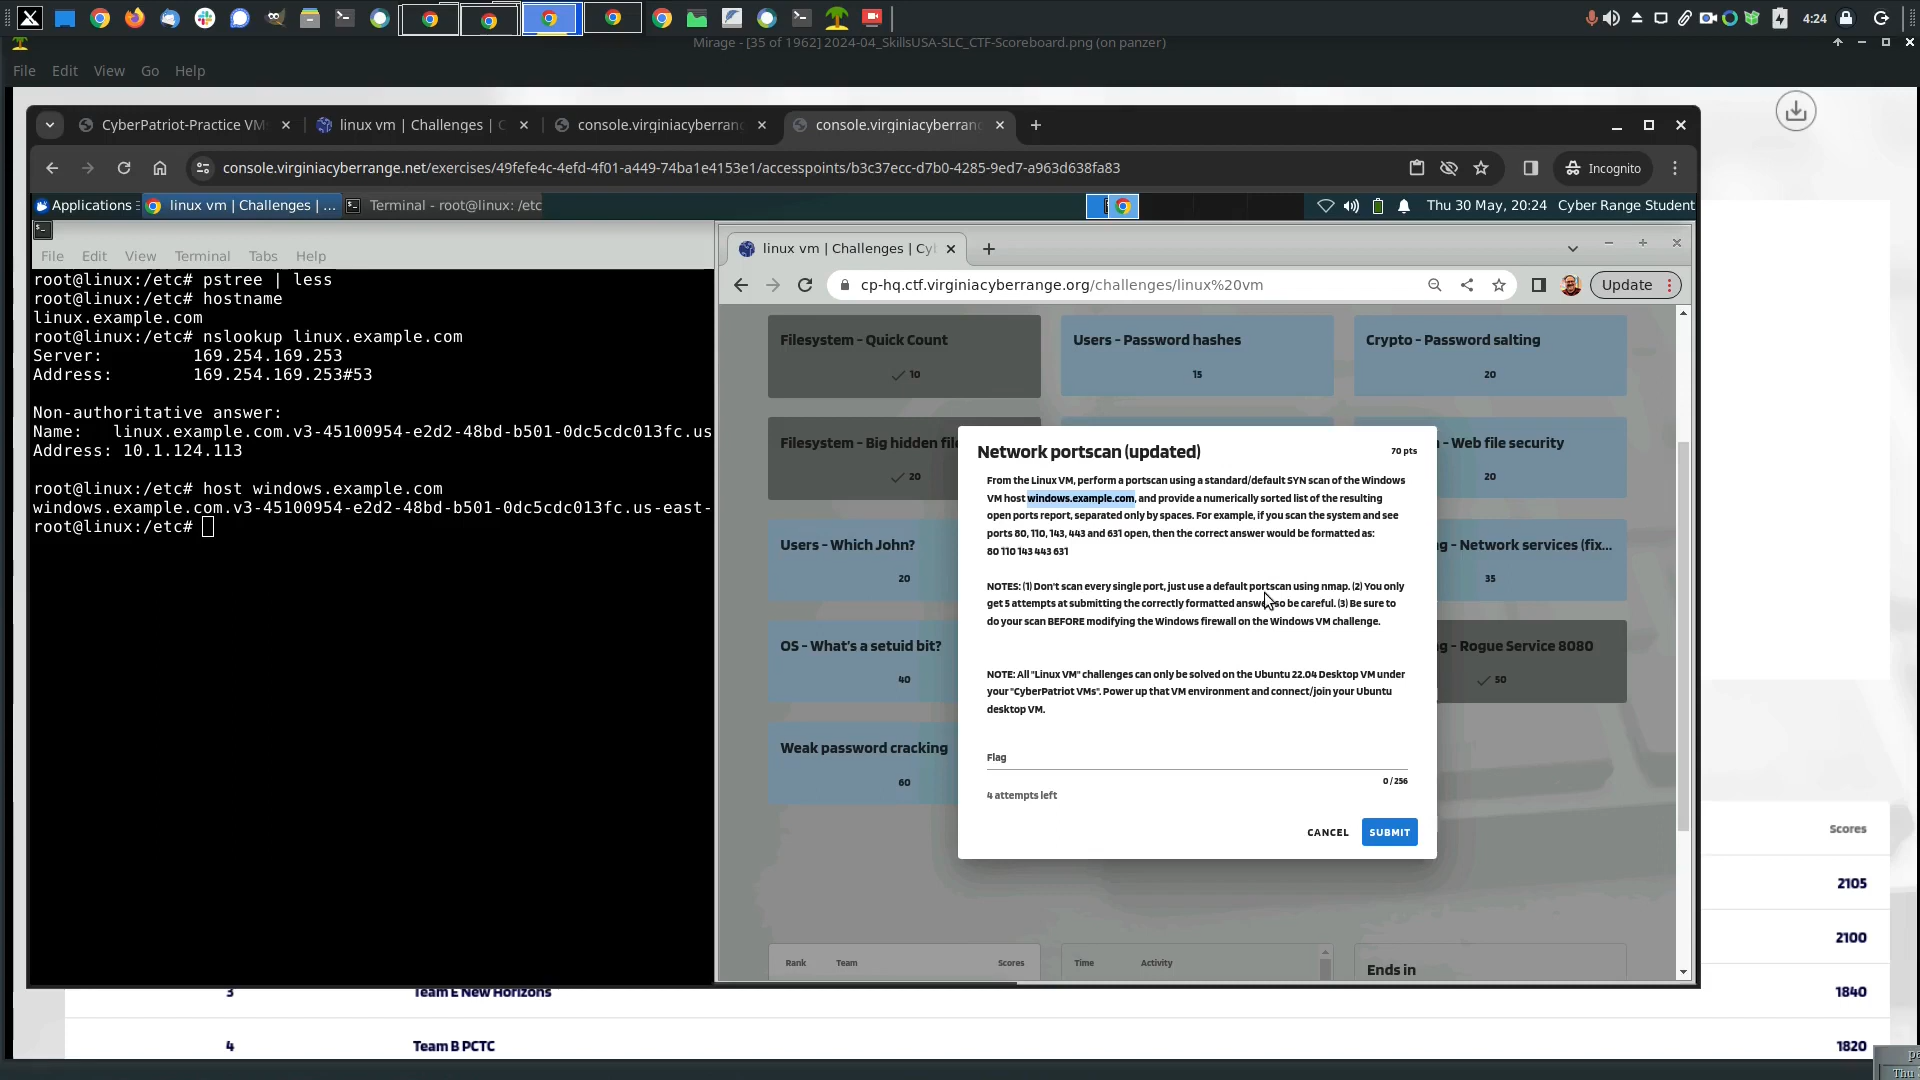 4:24
Mirage - [35 of 1962] 2024-04_SkillsUSA-SLC_CTF-Scoreboard.png (on panzer)
File Edit View Go Help
CyberPatriot-Practice VM
linux vm | Challenges | C
console.virginiacyberran
console.virginiacyberran
console.virginiacyberrange.net/exercises/49fefe4c-4efd-4f01-a449-74ba1e4153e1/accesspoints/b3c37ecc-d7b0-4285-9ed7-a963d638fa83
Incognito
Applications
linux vm | Challenges | ...
Terminal - root@linux: /etc
Thu 30 May, 20:24
Cyber Range Student
File Edit View Terminal Tabs Help
root@linux:/etc# pstree | less
root@linux:/etc# hostname
linux.example.com
root@linux:/etc# nslookup linux.example.com
Server: 169.254.169.253
Address: 169.254.169.253#53
Non-authoritative answer:
Name: linux.example.com.v3-45100954-e2d2-48bd-b501-0dc5cdc013fc.us
Address: 10.1.124.113
root@linux:/etc# host windows.example.com
windows.example.com.v3-45100954-e2d2-48bd-b501-0dc5cdc013fc.us-east-
root@linux:/etc#
linux vm | Challenges | Cy
cp-hq.ctf.virginiacyberrange.org/challenges/linux%20vm
Update
Filesystem - Quick Count
10
Users - Password hashes
15
Crypto - Password salting
20
Filesystem - Big hidden file
20
- Web file security
20
Users - Which John?
20
g - Network services (fix...
35
OS - What's a setuid bit?
40
g - Rogue Service 8080
50
Weak password cracking
60
Network portscan (updated)
70 pts
From the Linux VM, perform a portscan using a standard/default SYN scan of the Windows
VM host windows.example.com, and provide a numerically sorted list of the resulting
open ports report, separated only by spaces. For example, if you scan the system and see
ports 80, 110, 143, 443 and 631 open, then the correct answer would be formatted as:
80 110 143 443 631
NOTES: (1) Don't scan every single port, just use a default portscan using nmap. (2) You only
get 5 attempts at submitting the correctly formatted answer so be careful. (3) Be sure to
do your scan BEFORE modifying the Windows firewall on the Windows VM challenge.
NOTE: All "Linux VM" challenges can only be solved on the Ubuntu 22.04 Desktop VM under
your "CyberPatriot VMs". Power up that VM environment and connect/join your Ubuntu
desktop VM.
Flag
0 / 256
4 attempts left
CANCEL
SUBMIT
Rank Team Scores
Time Activity
Ends in
Scores
2105
2100
3 Team E New Horizons 1840
4 Team B PCTC 1820
Thu